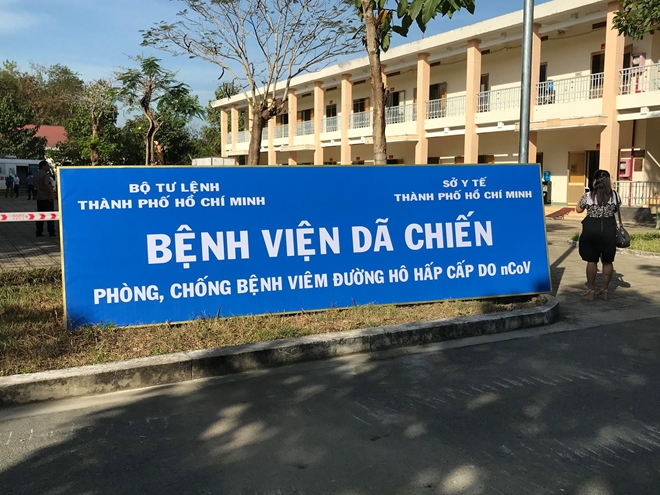 BỘ TƯ LỆNH
THÀNH PHỐ HỒ CHÍ MINH
SỞ Y TẾ
THÀNH PHỐ HỒ CHÍ MINH
BỆNH VIỆN DÃ CHIẾN
PHÒNG, CHỐNG BỆNH VIÊM ĐƯỜNG HÔ HẤP CẤP DO nCoV